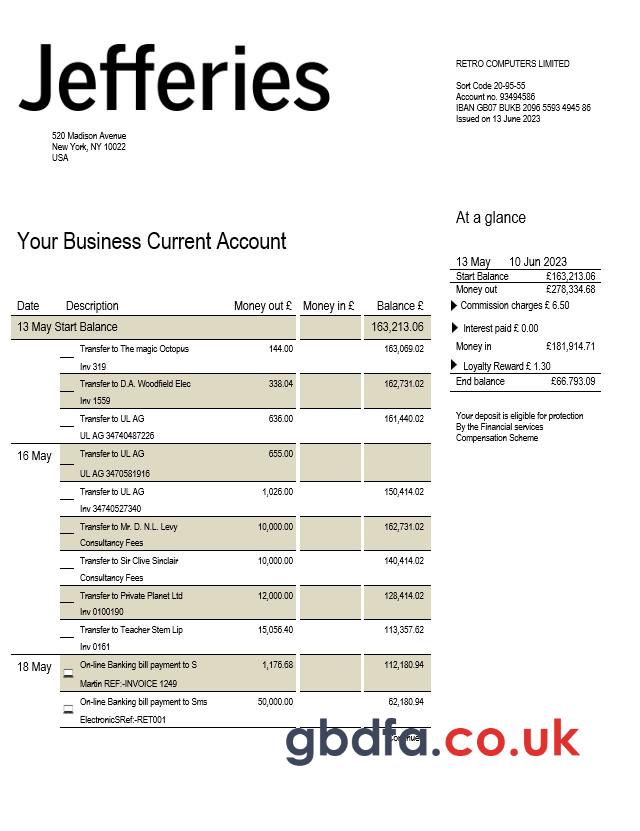 Jefferies
520 Madison Avenue
New York, NY 10022
USA
RETRO COMPUTERS LIMITED
Sort Code 20-95-55
Account no. 93494586
IBAN GB07 BUKB 2096 5593 4945 86
Issued on 13 June 2023
At a glance
13 May 10 Jun 2023
Start Balance £163,213.06
Money out £278,334.68
Commission charges £ 6.50
Interest paid £ 0.00
Money in £181,914.71
Loyalty Reward £ 1.30
End balance £66.793.09
Your deposit is eligible for protection
By the Financial services
Compensation Scheme
Your Business Current Account
Date Description Money out £ Money in £ Balance £
13 May Start Balance 163,213.06
Transfer to The magic Octopus 144.00 163,069.02
Inv 319
Transfer to D.A. Woodfield Elec 338.04 162,731.02
Inv 1559
Transfer to UL AG 636.00 161,440.02
UL AG 34740487226
16 May Transfer to UL AG 655.00
UL AG 3470581916
Transfer to UL AG 1,026.00 150,414.02
Inv 34740527340
Transfer to Mr. D. N.L. Levy 10,000.00 162,731.02
Consultancy Fees
Transfer to Sir Clive Sinclair 10,000.00 140,414.02
Consultancy Fees
Transfer to Private Planet Ltd 12,000.00 128,414.02
Inv 0100190
Transfer to Teacher Stem Lip 15,056.40 113,357.62
Inv 0161
18 May On-line Banking bill payment to S 1,176.68 112,180.94
Martin REF:-INVOICE 1249
On-line Banking bill payment to Sms 50,000.00 62,180.94
ElectronicSRef:-RET001
gbdfa.co.uk